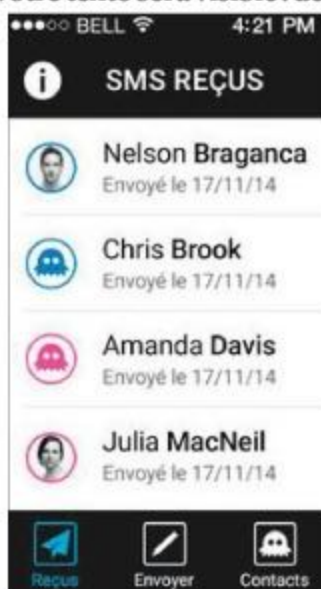 BELL 4:21 PM
SMS REÇUS
Nelson Braganca
Envoyé le 17/11/14
Chris Brook
Envoyé le 17/11/14
Amanda Davis
Envoyé le 17/11/14
Julia MacNeil
Envoyé le 17/11/14
Reçus Envoyer Contacts